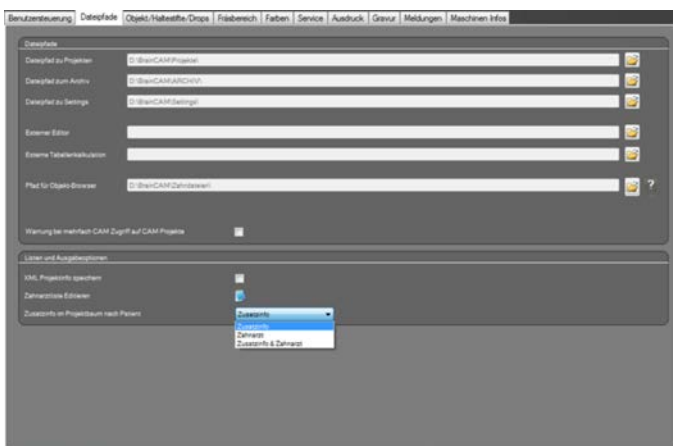 Benutzersteuerung Dateipfade Objekt/Haltestifte/Drops Fräsbereich Farben Service Ausdruck Gravur Meldungen Maschinen Infos
Dateipfade
Dateipfad zu Projekten D:\BrainCAM\Projekte\
Dateipfad zum Archiv D:\BrainCAM\ARCHIV\
Dateipfad zu Settings D:\BrainCAM\Settings\
Externer Editor
Externe Tabellenkalkulation
Pfad für Objekt-Browser D:\BrainCAM\Zahndateien\ ?
Warnung bei mehrfach CAM Zugriff auf CAM Projekte
Listen und Ausgabeoptionen
XML Projektinfo speichern
Zahnarztliste Editieren
Zusatzinfo im Projektbaum nach Patient Zusatzinfo
Zusatzinfo
Zahnarzt
Zusatzinfo & Zahnarzt